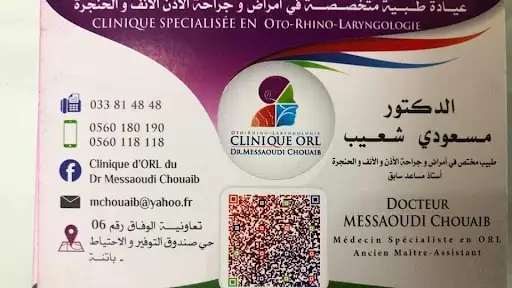 عيادة طبية متخصصة في أمراض و جراحة الأذن الأنف و الحنجرة
CLINIQUE SPECIALISÉE EN OTO-RHINO-LARYNGOLOGIE
033 81 48 48
0560 180 190
0560 118 118
Clinique d'ORL du
Dr Messaoudi Chouaib
mchouaib@yahoo.fr
تعاونية الوفاق رقم 06
حي صندوق التوفير و الاحتياط
- باتنة
OTO-RHINO-LARYNGOLOGIE
CLINIQUE ORL
DR.MESSAOUDI CHOUAIB
الدكتور
مسعودي شعيب
طبيب مختص في أمراض و جراحة الأذن و الأنف و الحنجرة
أستاذ مساعد سابق
DOCTEUR
MESSAOUDI CHOUAIB
Médecin Spécialiste en ORL
Ancien Maître-Assistant